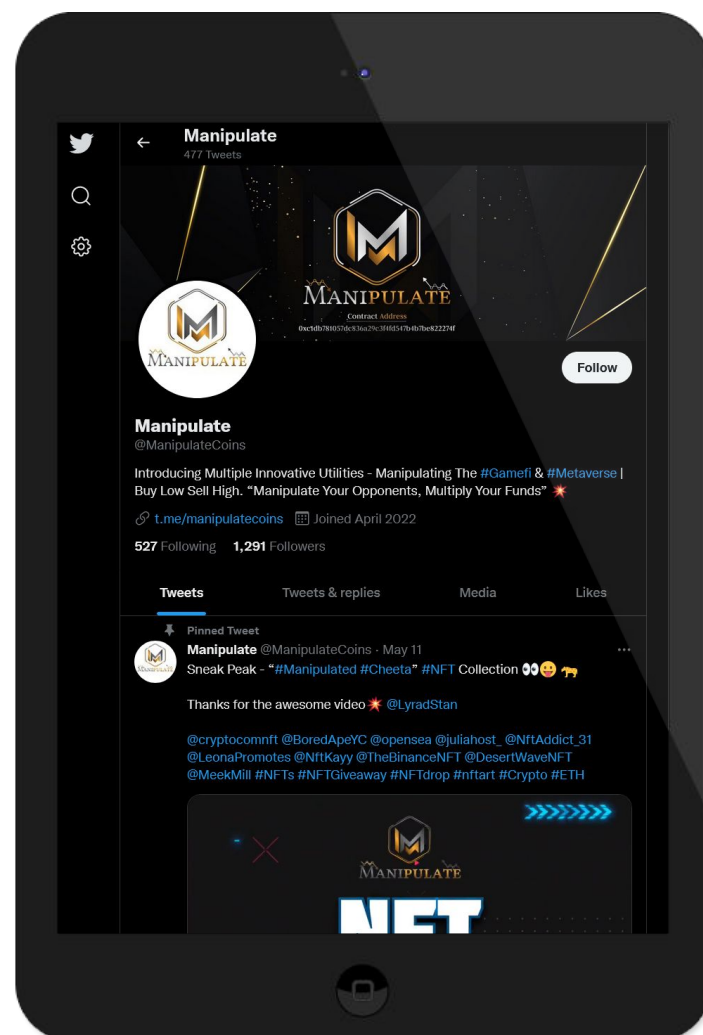 Manipulate
477 Tweets
MANIPULATE
Contract Address
MANIPULATE
Follow
Manipulate
@ManipulateCoins
Introducing Multiple Innovative Utilities - Manipulating The #Gamefi & #Metaverse |
Buy Low Sell High. “Manipulate Your Opponents, Multiply Your Funds” 💥
t.me/manipulatecoins Joined April 2022
527 Following 1,291 Followers
Tweets Tweets & replies Media Likes
Pinned Tweet
Manipulate @ManipulateCoins · May 11 ···
Sneak Peak - “#Manipulated #Cheeta” #NFT Collection 👀😛 🐆
Thanks for the awesome video💥 @LyradStan
@cryptocomnft @BoredApeYC @opensea @juliahost_ @NftAddict_31
@LeonaPromotes @NftKayy @TheBinanceNFT @DesertWaveNFT
@MeekMill #NFTs #NFTGiveaway #NFTdrop #nftart #Crypto #ETH
MANIPULATE
MANIPULATE
NFT